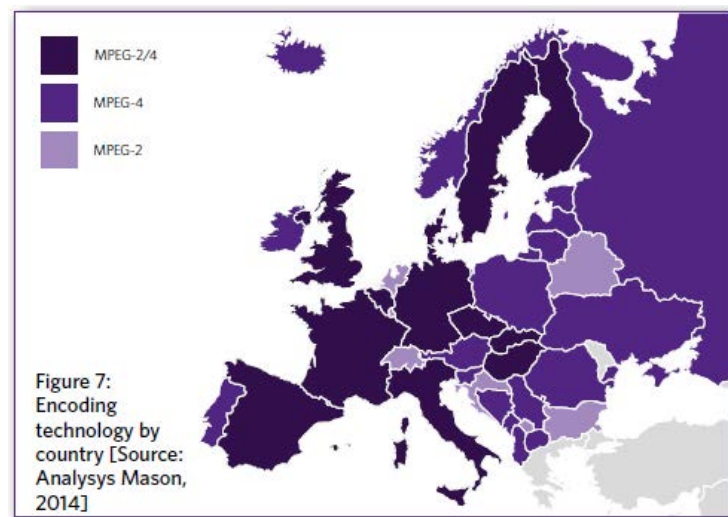 MPEG-2/4
MPEG-4
MPEG-2
Figure 7:
Encoding
technology by
country [Source:
Analysys Mason,
2014]